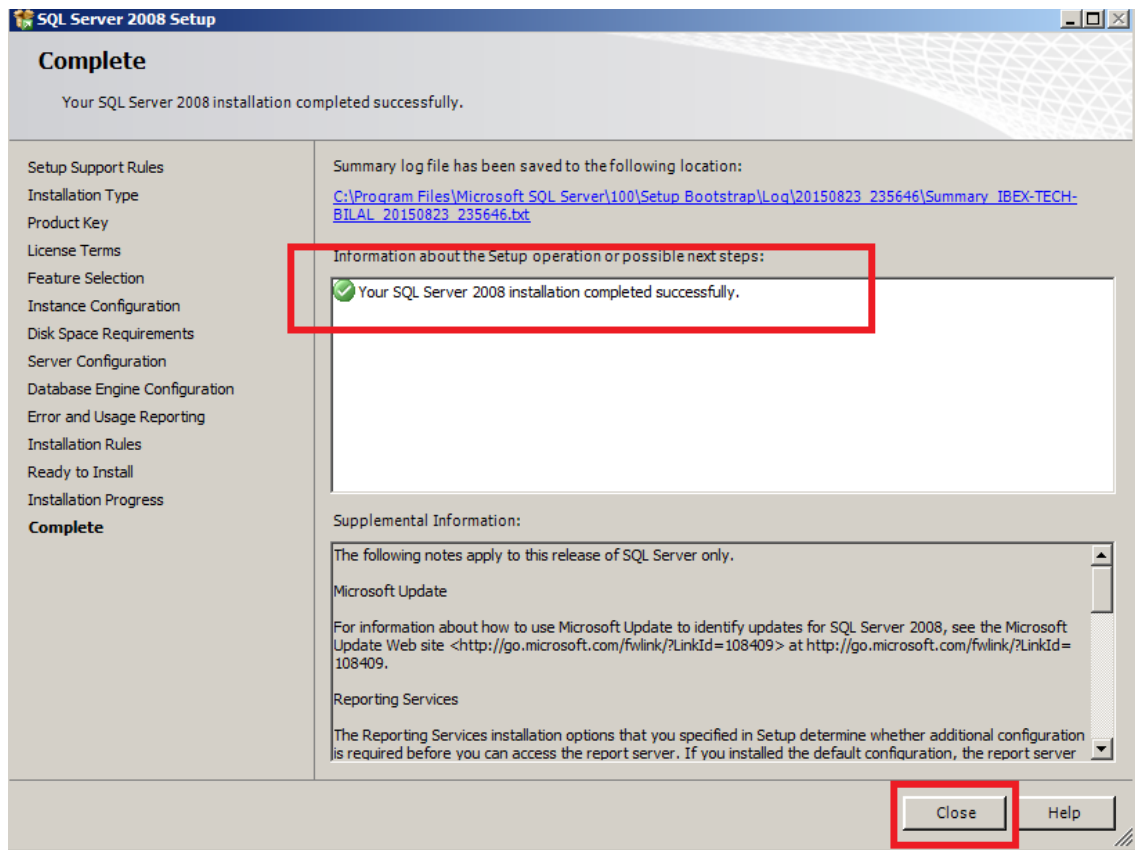 SQL Server 2008 Setup
Complete
Your SQL Server 2008 installation completed successfully.
Setup Support Rules
Installation Type
Product Key
License Terms
Feature Selection
Instance Configuration
Disk Space Requirements
Server Configuration
Database Engine Configuration
Error and Usage Reporting
Installation Rules
Ready to Install
Installation Progress
Complete
Summary log file has been saved to the following location:
C:\Program Files\Microsoft SQL Server\100\Setup Bootstrap\Log\20150823_235646\Summary_IBEX-TECH-
BILAL_20150823_235646.txt
Information about the Setup operation or possible next steps:
Your SQL Server 2008 installation completed successfully.
Supplemental Information:
The following notes apply to this release of SQL Server only.
Microsoft Update
For information about how to use Microsoft Update to identify updates for SQL Server 2008, see the Microsoft
Update Web site <http://go.microsoft.com/fwlink/?LinkId=108409> at http://go.microsoft.com/fwlink/?LinkId=
108409.
Reporting Services
The Reporting Services installation options that you specified in Setup determine whether additional configuration
is required before you can access the report server. If you installed the default configuration, the report server
Close
Help